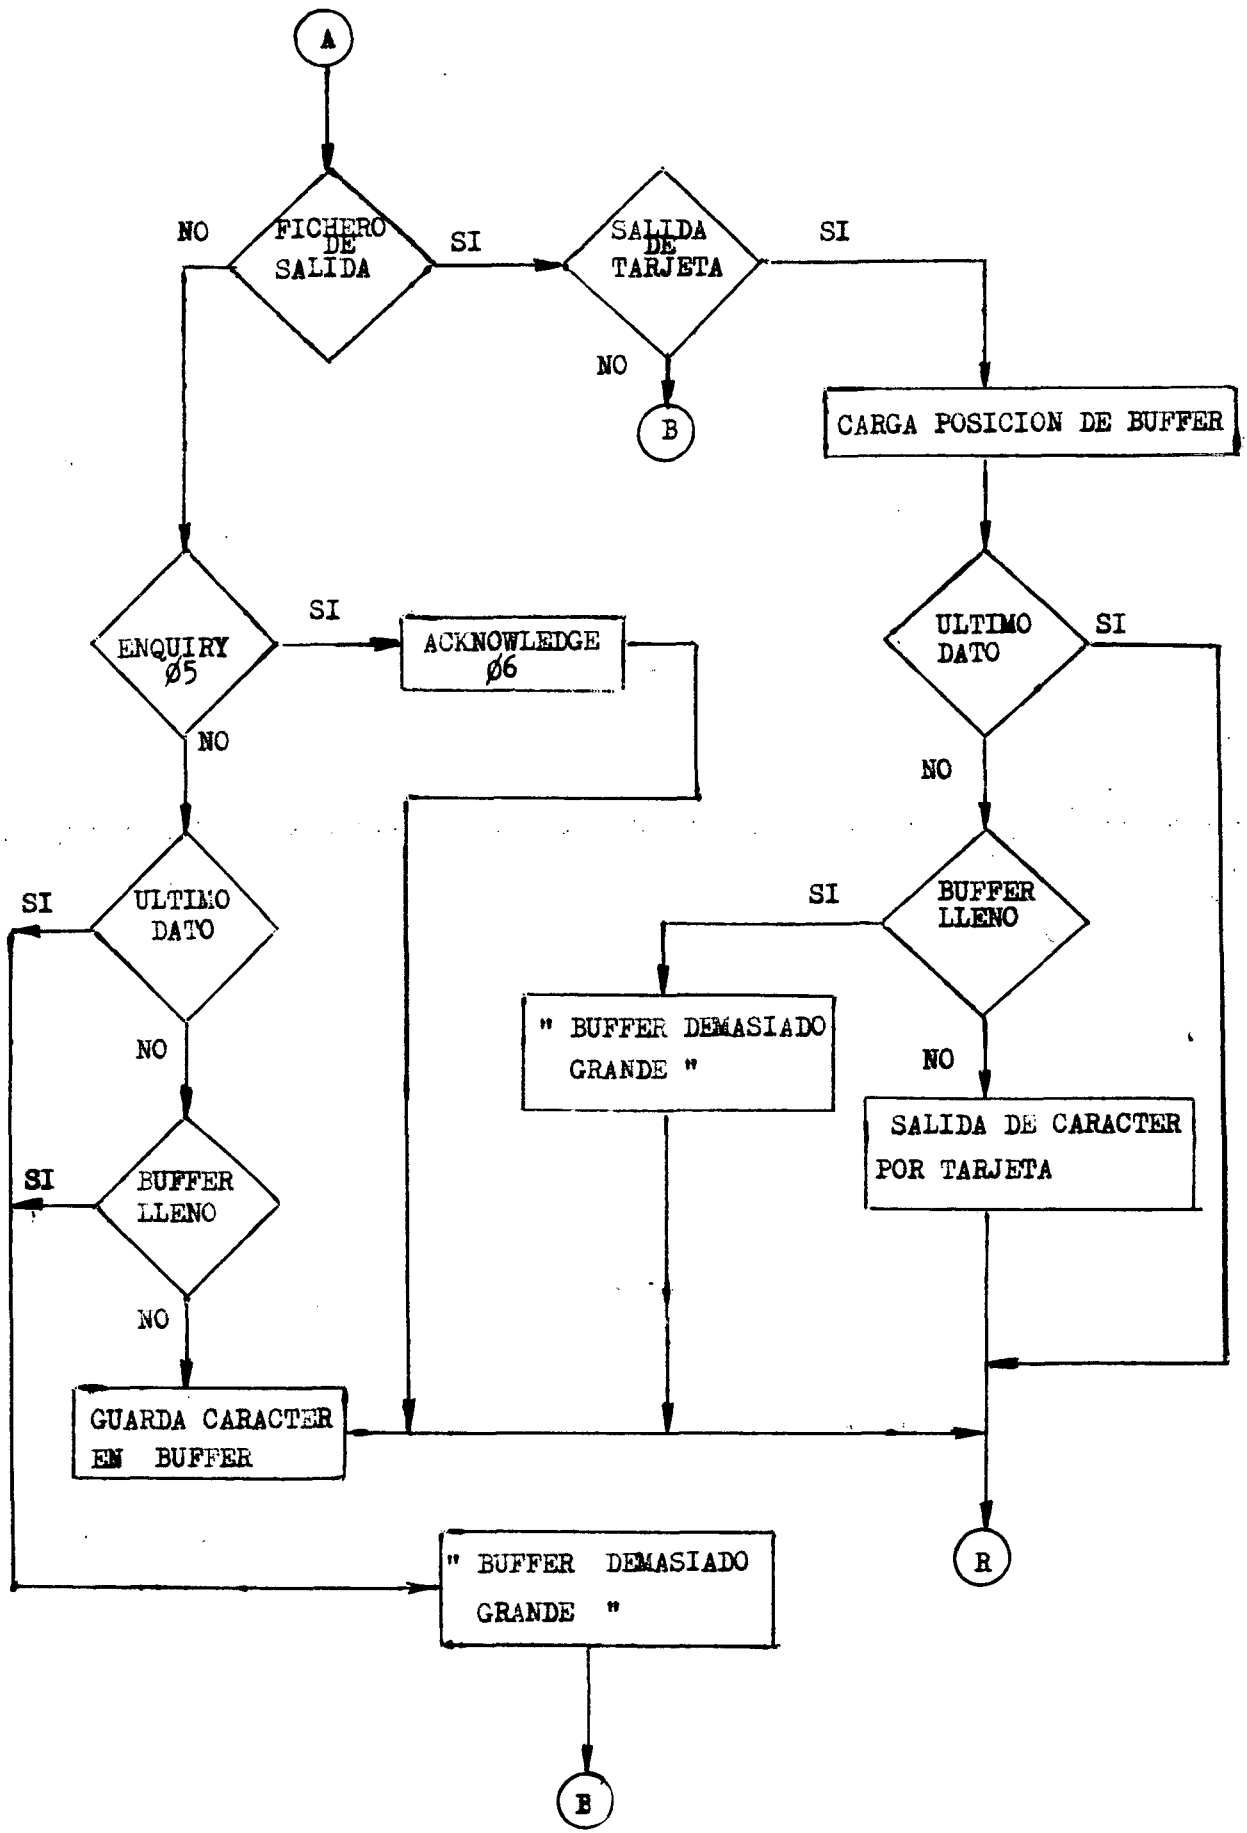 A
FICHERO
DE
SALIDA
NO
SI
SALIDA
DE
TARJETA
SI
NO
B
CARGA POSICION DE BUFFER
ENQUIRY
Ø5
SI
NO
ACKNOWLEDGE
Ø6
ULTIMO
DATO
SI
NO
ULTIMO
DATO
SI
NO
BUFFER
LLENO
SI
NO
" BUFFER DEMASIADO
GRANDE "
SALIDA DE CARACTER
POR TARJETA
BUFFER
LLENO
SI
NO
GUARDA CARACTER
EN BUFFER
R
" BUFFER DEMASIADO
GRANDE "
B